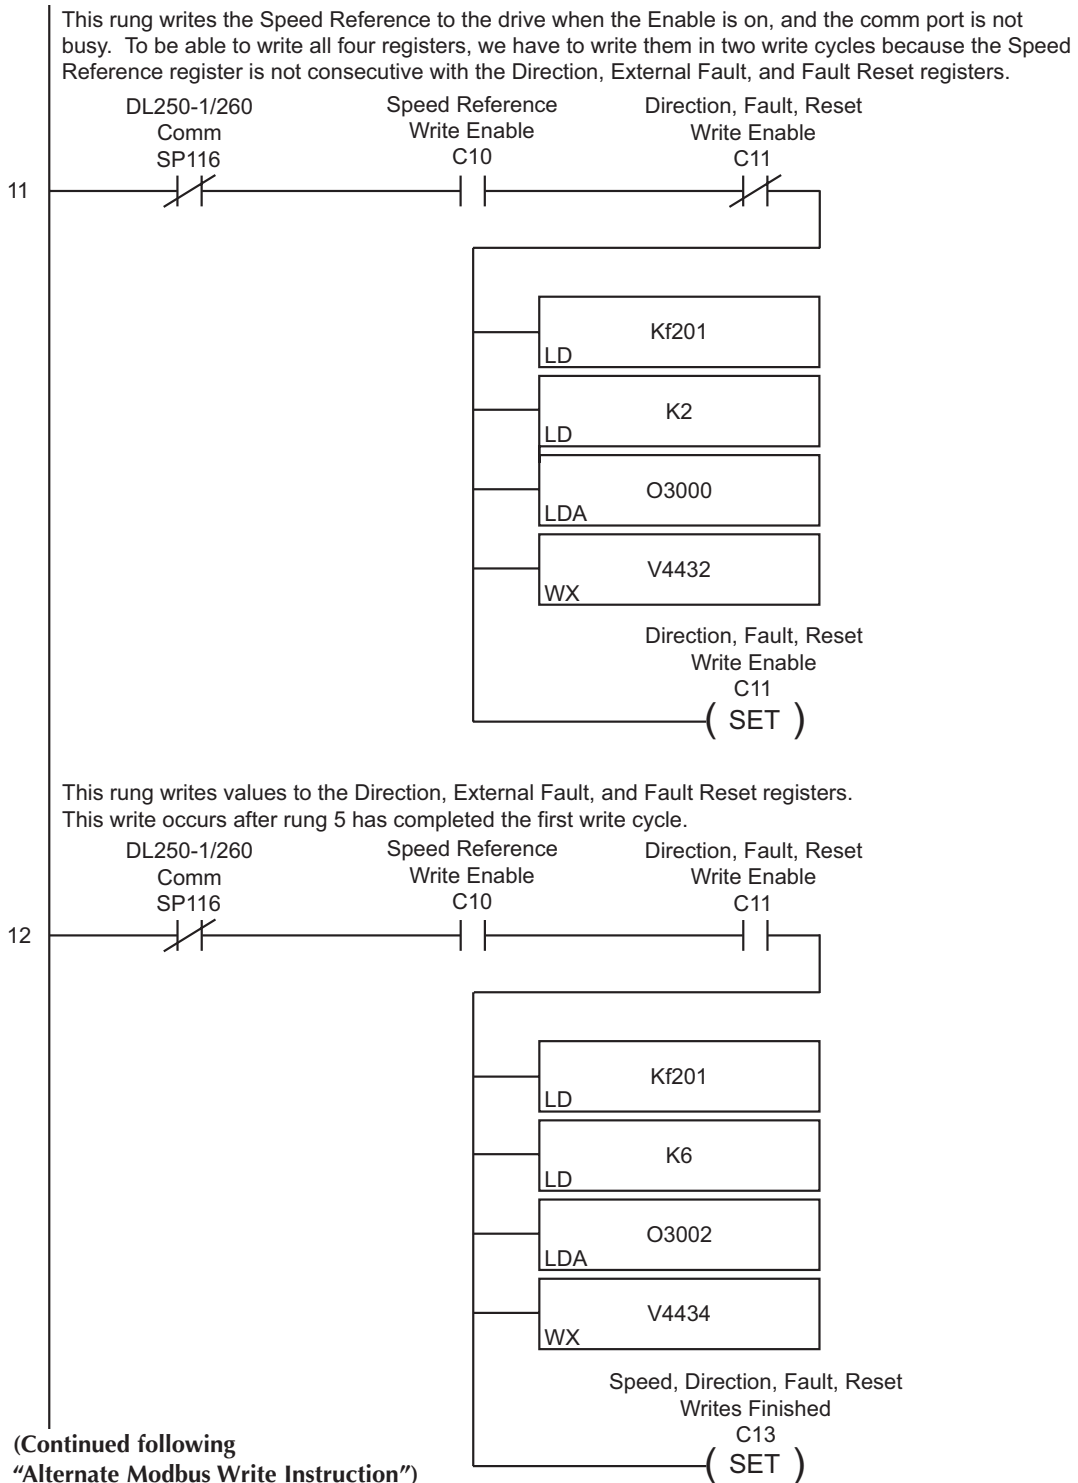 This rung writes the Speed Reference to the drive when the Enable is on, and the comm port is not
busy. To be able to write all four registers, we have to write them in two write cycles because the Speed
Reference register is not consecutive with the Direction, External Fault, and Fault Reset registers.
DL250-1/260 Speed Reference Direction, Fault, Reset
Comm Write Enable Write Enable
SP116 C10 C11
11
Kf201
LD
K2
LD
O3000
LDA
V4432
WX
Direction, Fault, Reset
Write Enable
C11
( SET )
This rung writes values to the Direction, External Fault, and Fault Reset registers.
This write occurs after rung 5 has completed the first write cycle.
DL250-1/260 Speed Reference Direction, Fault, Reset
Comm Write Enable Write Enable
SP116 C10 C11
12
Kf201
LD
K6
LD
O3002
LDA
V4434
WX
Speed, Direction, Fault, Reset
Writes Finished
C13
( SET )
(Continued following
“Alternate Modbus Write Instruction”)